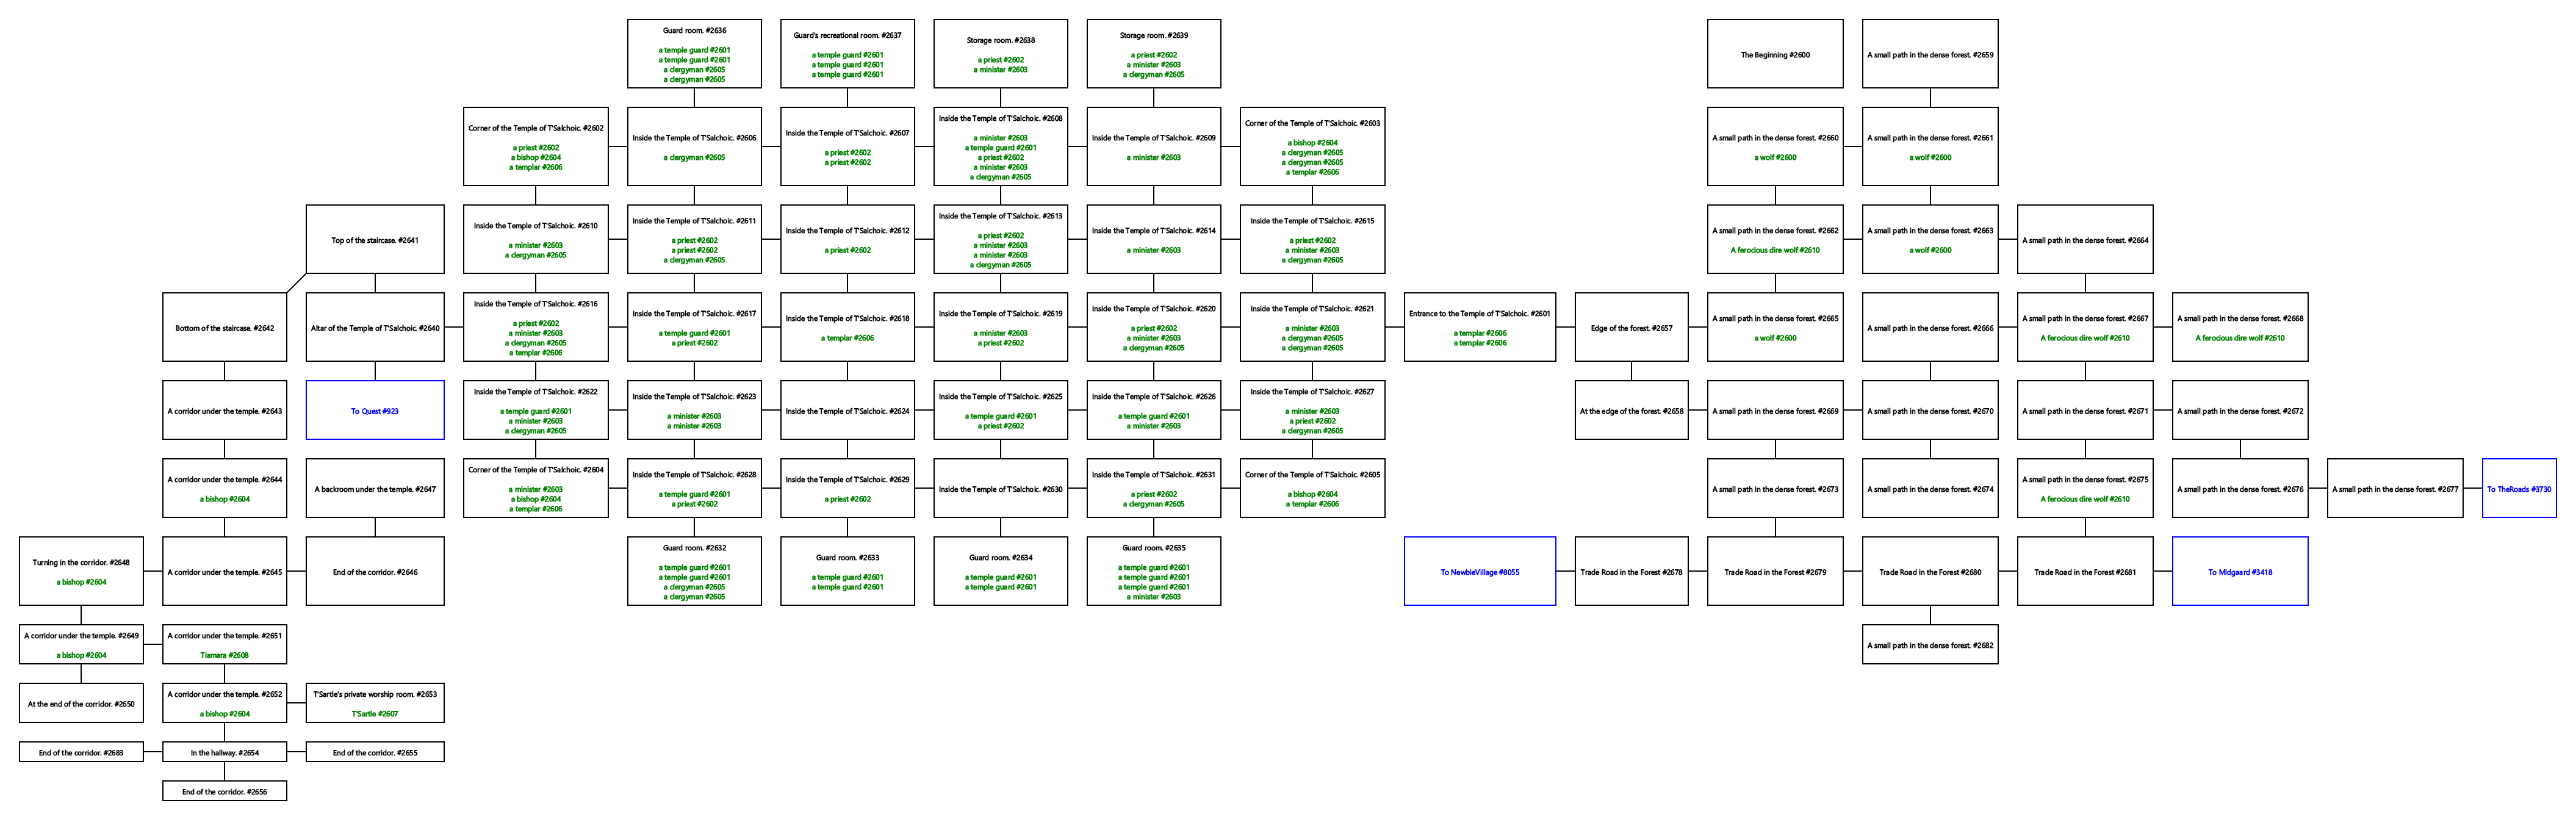 Guard room. #2636
a temple guard #2601
a temple guard #2601
a clergyman #2605
a clergyman #2605
Guard's recreational room. #2637
a temple guard #2601
a temple guard #2601
a temple guard #2601
Storage room. #2638
a priest #2602
a minister #2603
Storage room. #2639
a priest #2602
a minister #2603
a clergyman #2605
The Beginning #2600
A small path in the dense forest. #2659
Corner of the Temple of T'Salchoic. #2602
a priest #2602
a bishop #2604
a templar #2606
Inside the Temple of T'Salchoic. #2606
a clergyman #2605
Inside the Temple of T'Salchoic. #2607
a priest #2602
a priest #2602
Inside the Temple of T'Salchoic. #2608
a minister #2603
a temple guard #2601
a priest #2602
a minister #2603
a clergyman #2605
Inside the Temple of T'Salchoic. #2609
a minister #2603
Corner of the Temple of T'Salchoic. #2603
a bishop #2604
a clergyman #2605
a clergyman #2605
a templar #2606
A small path in the dense forest. #2660
a wolf #2600
A small path in the dense forest. #2661
a wolf #2600
Top of the staircase. #2641
Inside the Temple of T'Salchoic. #2610
a minister #2603
a clergyman #2605
Inside the Temple of T'Salchoic. #2611
a priest #2602
a priest #2602
a clergyman #2605
Inside the Temple of T'Salchoic. #2612
a priest #2602
Inside the Temple of T'Salchoic. #2613
a priest #2602
a minister #2603
a minister #2603
a clergyman #2605
Inside the Temple of T'Salchoic. #2614
a minister #2603
Inside the Temple of T'Salchoic. #2615
a priest #2602
a minister #2603
a clergyman #2605
A small path in the dense forest. #2662
A ferocious dire wolf #2610
A small path in the dense forest. #2663
a wolf #2600
A small path in the dense forest. #2664
Bottom of the staircase. #2642
Altar of the Temple of T'Salchoic. #2640
Inside the Temple of T'Salchoic. #2616
a priest #2602
a minister #2603
a clergyman #2605
a templar #2606
Inside the Temple of T'Salchoic. #2617
a temple guard #2601
a priest #2602
Inside the Temple of T'Salchoic. #2618
a templar #2606
Inside the Temple of T'Salchoic. #2619
a minister #2603
a priest #2602
Inside the Temple of T'Salchoic. #2620
a priest #2602
a minister #2603
a clergyman #2605
Inside the Temple of T'Salchoic. #2621
a minister #2603
a clergyman #2605
a clergyman #2605
Entrance to the Temple of T'Salchoic. #2601
a templar #2606
a templar #2606
Edge of the forest. #2657
A small path in the dense forest. #2665
a wolf #2600
A small path in the dense forest. #2666
A small path in the dense forest. #2667
A ferocious dire wolf #2610
A small path in the dense forest. #2668
A ferocious dire wolf #2610
A corridor under the temple. #2643
To Quest #923
Inside the Temple of T'Salchoic. #2622
a temple guard #2601
a minister #2603
a clergyman #2605
Inside the Temple of T'Salchoic. #2623
a minister #2603
a minister #2603
Inside the Temple of T'Salchoic. #2624
Inside the Temple of T'Salchoic. #2625
a temple guard #2601
a priest #2602
Inside the Temple of T'Salchoic. #2626
a temple guard #2601
a minister #2603
Inside the Temple of T'Salchoic. #2627
a minister #2603
a priest #2602
a clergyman #2605
At the edge of the forest. #2658
A small path in the dense forest. #2669
A small path in the dense forest. #2670
A small path in the dense forest. #2671
A small path in the dense forest. #2672
A corridor under the temple. #2644
a bishop #2604
A backroom under the temple. #2647
Corner of the Temple of T'Salchoic. #2604
a minister #2603
a bishop #2604
a templar #2606
Inside the Temple of T'Salchoic. #2628
a temple guard #2601
a priest #2602
Inside the Temple of T'Salchoic. #2629
a priest #2602
Inside the Temple of T'Salchoic. #2630
Inside the Temple of T'Salchoic. #2631
a priest #2602
a clergyman #2605
Corner of the Temple of T'Salchoic. #2605
a bishop #2604
a templar #2606
A small path in the dense forest. #2673
A small path in the dense forest. #2674
A small path in the dense forest. #2675
A ferocious dire wolf #2610
A small path in the dense forest. #2676
A small path in the dense forest. #2677
To TheRoads #3730
Turning in the corridor. #2648
a bishop #2604
A corridor under the temple. #2645
End of the corridor. #2646
Guard room. #2632
a temple guard #2601
a temple guard #2601
a clergyman #2605
a clergyman #2605
Guard room. #2633
a temple guard #2601
a temple guard #2601
Guard room. #2634
a temple guard #2601
a temple guard #2601
Guard room. #2635
a temple guard #2601
a temple guard #2601
a temple guard #2601
a minister #2603
To NewbieVillage #8055
Trade Road in the Forest #2678
Trade Road in the Forest #2679
Trade Road in the Forest #2680
Trade Road in the Forest #2681
To Midgaard #3418
A corridor under the temple. #2649
a bishop #2604
A corridor under the temple. #2651
Tiamara #2608
A small path in the dense forest. #2682
At the end of the corridor. #2650
A corridor under the temple. #2652
a bishop #2604
T'Sartle's private worship room. #2653
T'Sartle #2607
End of the corridor. #2683
In the hallway. #2654
End of the corridor. #2655
End of the corridor. #2656